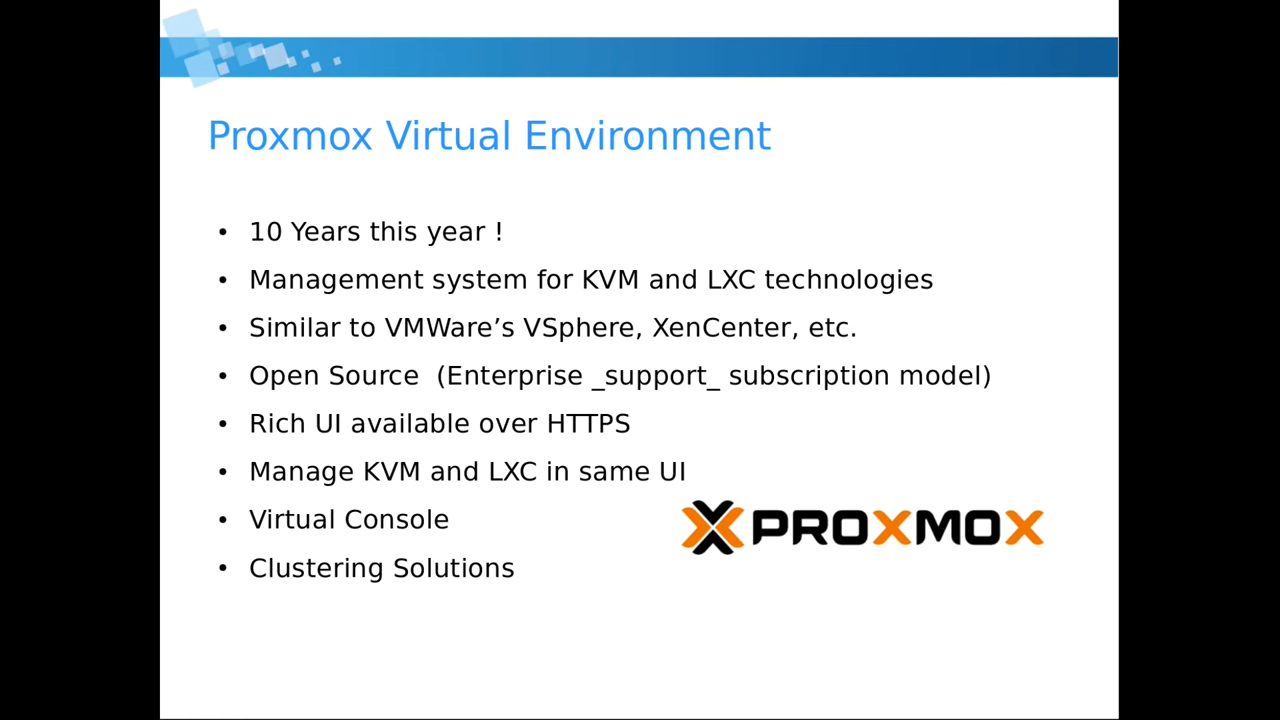 Proxmox Virtual Environment
• 10 Years this year !
• Management system for KVM and LXC technologies
• Similar to VMWare’s VSphere, XenCenter, etc.
• Open Source  (Enterprise _support_ subscription model)
• Rich UI available over HTTPS
• Manage KVM and LXC in same UI
• Virtual Console
PROXMOX
• Clustering Solutions